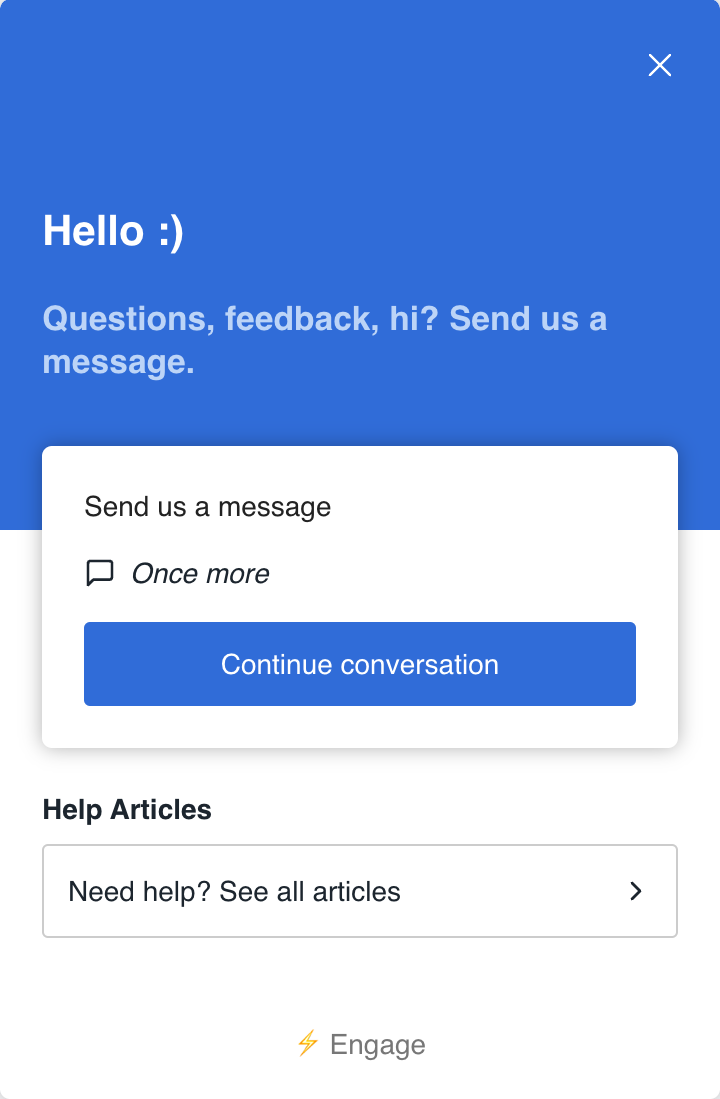 Hello :)
Questions, feedback, hi? Send us a
message.
Send us a message
Once more
Continue conversation
Help Articles
Need help? See all articles
Engage